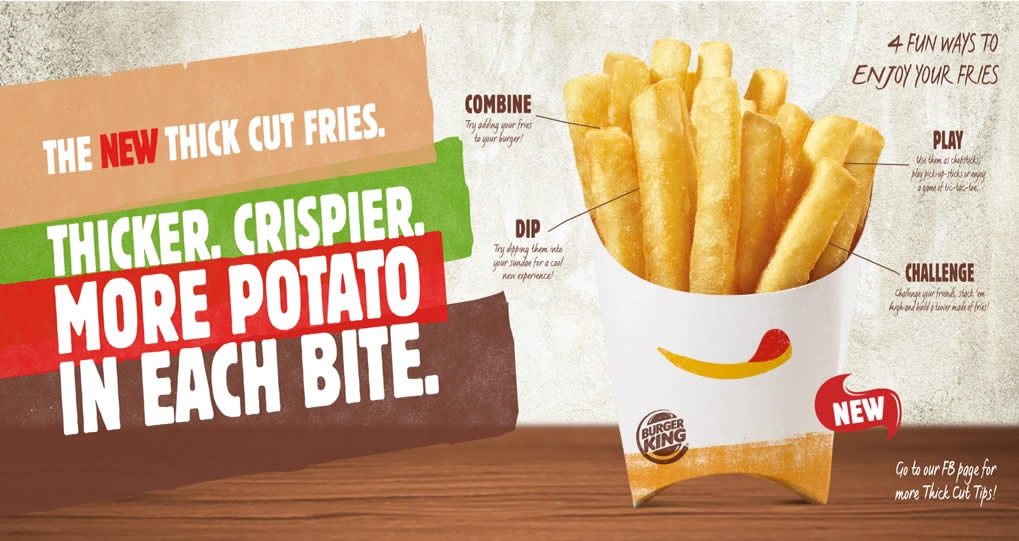 THE NEW THICK CUT FRIES.
THICKER. CRISPIER.
MORE POTATO
IN EACH BITE.
4 FUN WAYS TO
ENJOY YOUR FRIES
COMBINE
Try adding your fries
to your burger!
DIP
Try dipping them into
your sundae for a cool
new experience!
PLAY
Use them as chopsticks,
play pick-up-sticks or enjoy
a game of tic-tac-toe.
CHALLENGE
Challenge your friends, stack 'em
high and build a tower made of fries!
BURGER
KING
NEW
Go to our FB page for
more Thick Cut Tips!